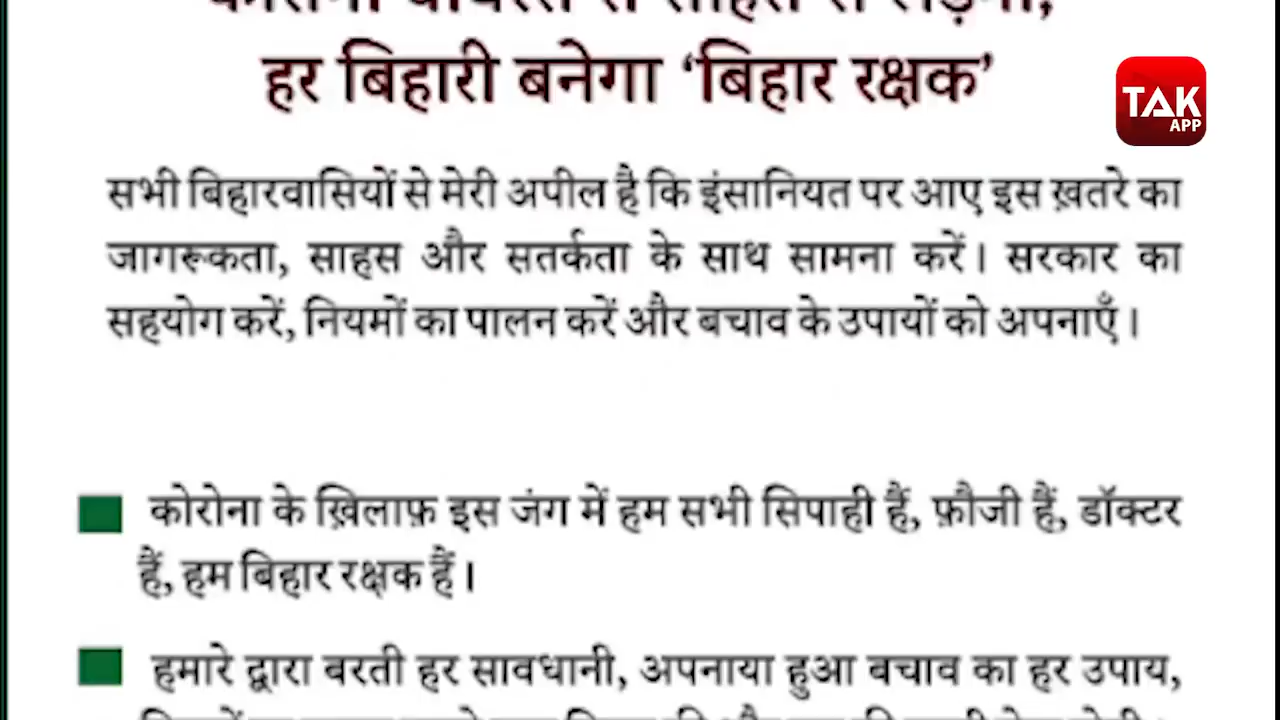 हर बिहारी बनेगा ‘बिहार रक्षक’
TAK
APP
सभी बिहारवासियों से मेरी अपील है कि इंसानियत पर आए इस ख़तरे का
जागरूकता, साहस और सतर्कता के साथ सामना करें। सरकार का
सहयोग करें, नियमों का पालन करें और बचाव के उपायों को अपनाएँ।
कोरोना के ख़िलाफ़ इस जंग में हम सभी सिपाही हैं, फ़ौजी हैं, डॉक्टर
हैं, हम बिहार रक्षक हैं।
हमारे द्वारा बरती हर सावधानी, अपनाया हुआ बचाव का हर उपाय,